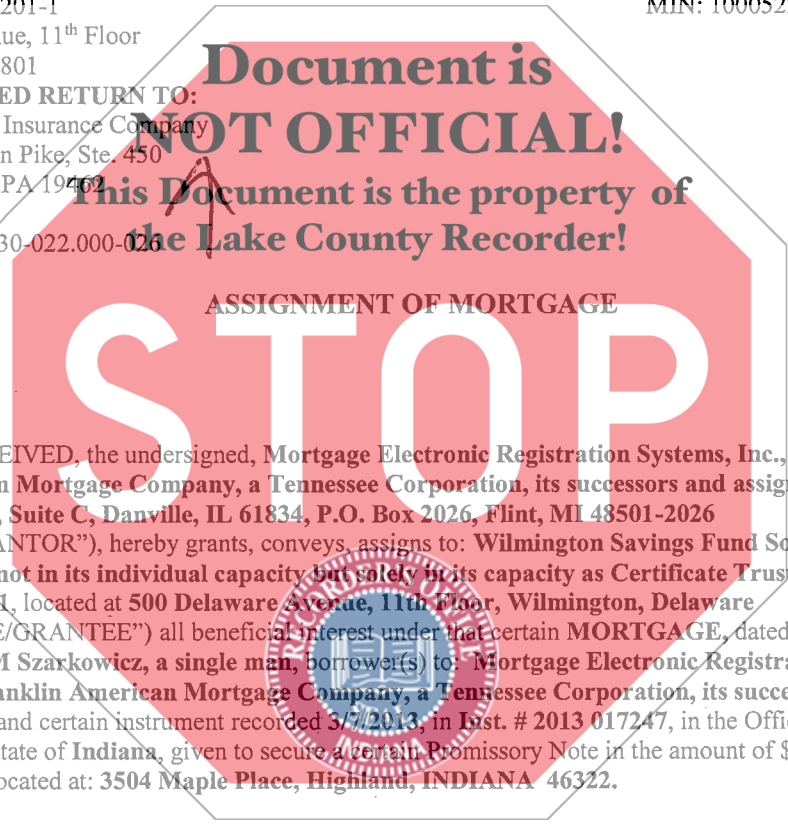 201-1
MIN: 100052
ue, 11th Floor
801
ED RETURN TO:
Insurance Company
n Pike, Ste. 450
PA 19462
30-022.000-026
Document is
NOT OFFICIAL!
This Document is the property of
the Lake County Recorder!
ASSIGNMENT OF MORTGAGE
STOP
EIVED, the undersigned, Mortgage Electronic Registration Systems, Inc.,
n Mortgage Company, a Tennessee Corporation, its successors and assig
, Suite C, Danville, IL 61834, P.O. Box 2026, Flint, MI 48501-2026
ANTOR”), hereby grants, conveys, assigns to: Wilmington Savings Fund So
not in its individual capacity but solely in its capacity as Certificate Trus
1, located at 500 Delaware Avenue, 11th Floor, Wilmington, Delaware
E/GRANTEE”) all beneficial interest under that certain MORTGAGE, dated
M Szarkowicz, a single man, borrower(s) to: Mortgage Electronic Registra
anklin American Mortgage Company, a Tennessee Corporation, its succe
and certain instrument recorded 3/7/2013, in Inst. # 2013 017247, in the Offi
tate of Indiana, given to secure a certain Promissory Note in the amount of $
ocated at: 3504 Maple Place, Highland, INDIANA 46322.